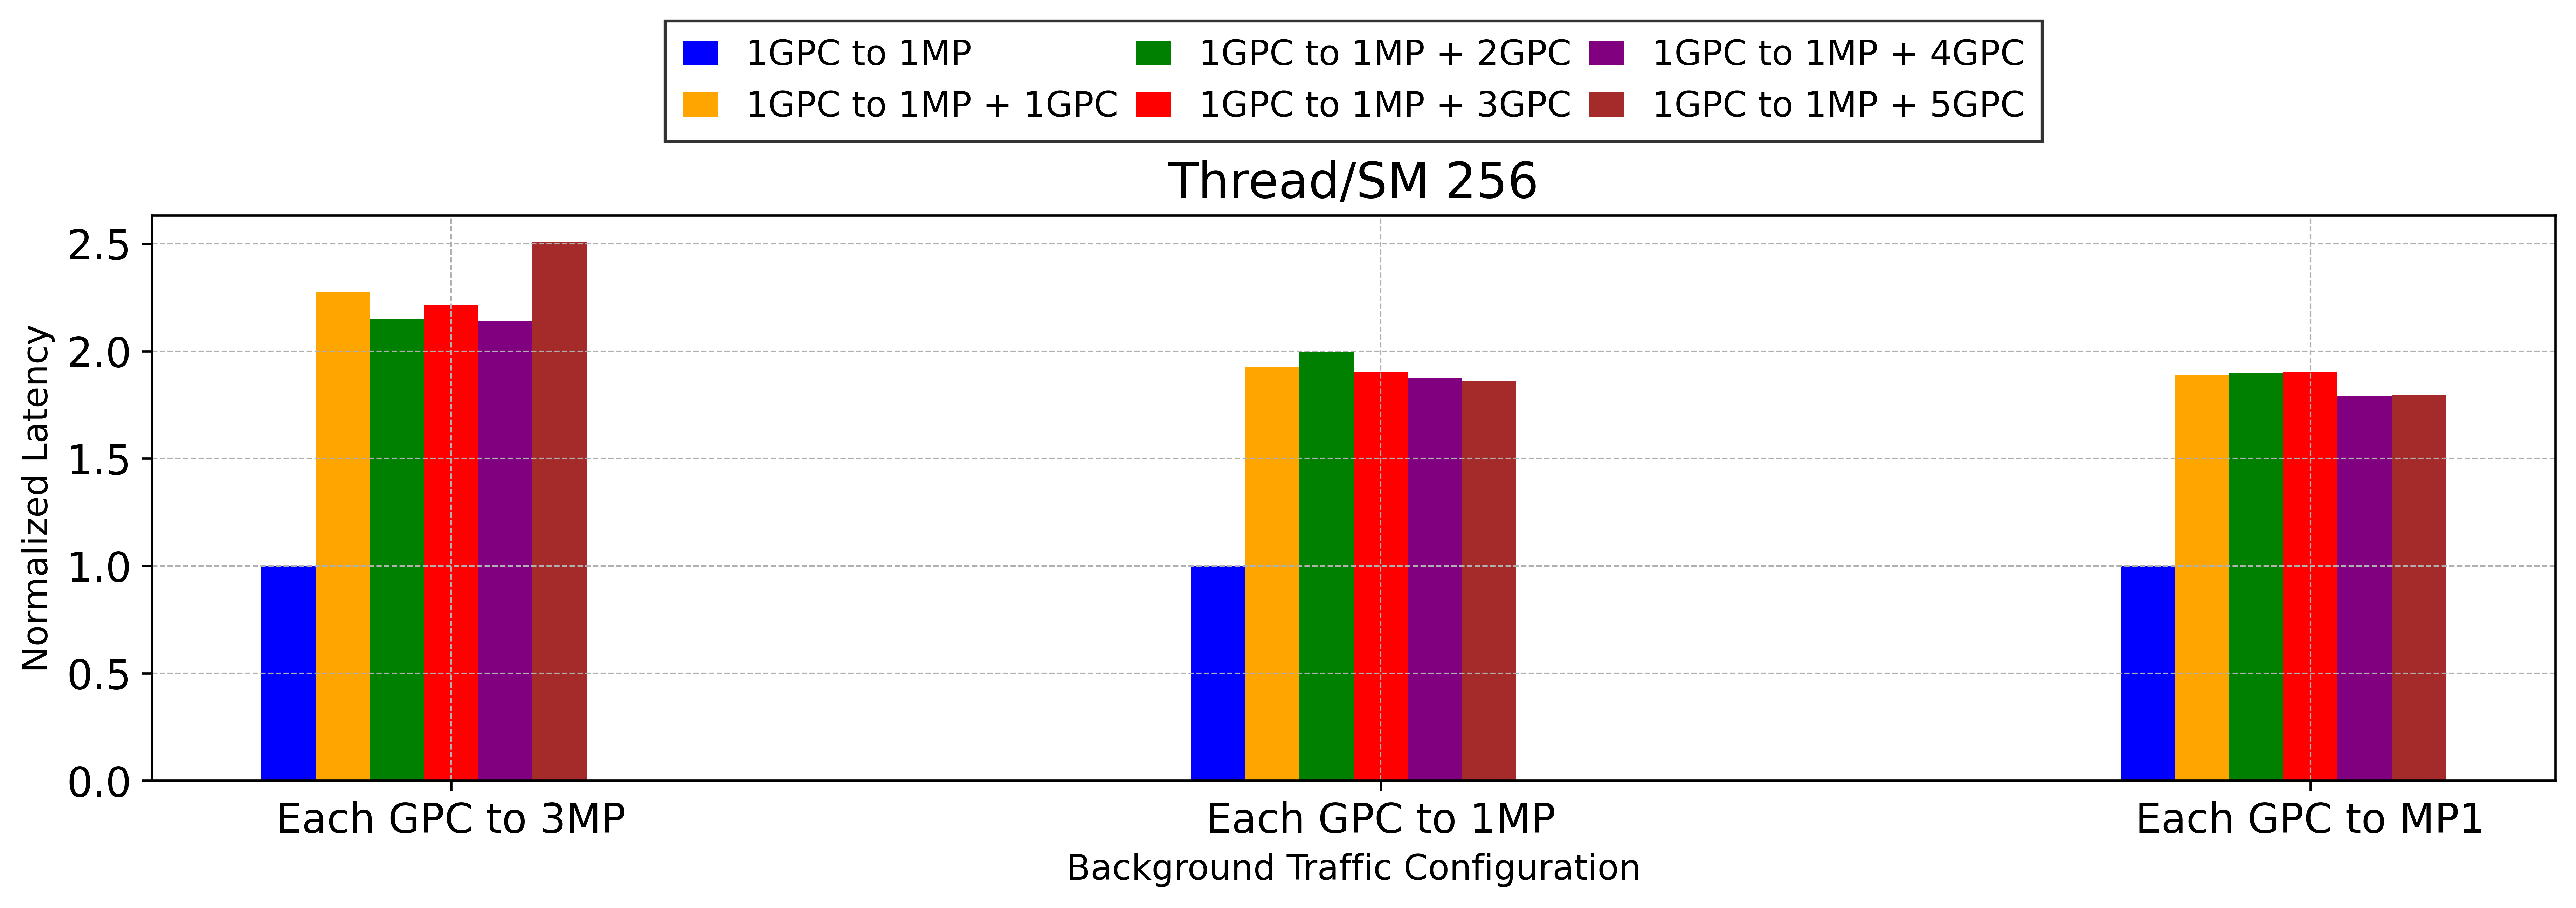 1GPC to 1MP
1GPC to 1MP + 1GPC
1GPC to 1MP + 2GPC
1GPC to 1MP + 3GPC
1GPC to 1MP + 4GPC
1GPC to 1MP + 5GPC
Thread/SM 256
Normalized Latency
2.5
2.0
1.5
1.0
0.5
0.0
Each GPC to 3MP
Each GPC to 1MP
Each GPC to MP1
Background Traffic Configuration